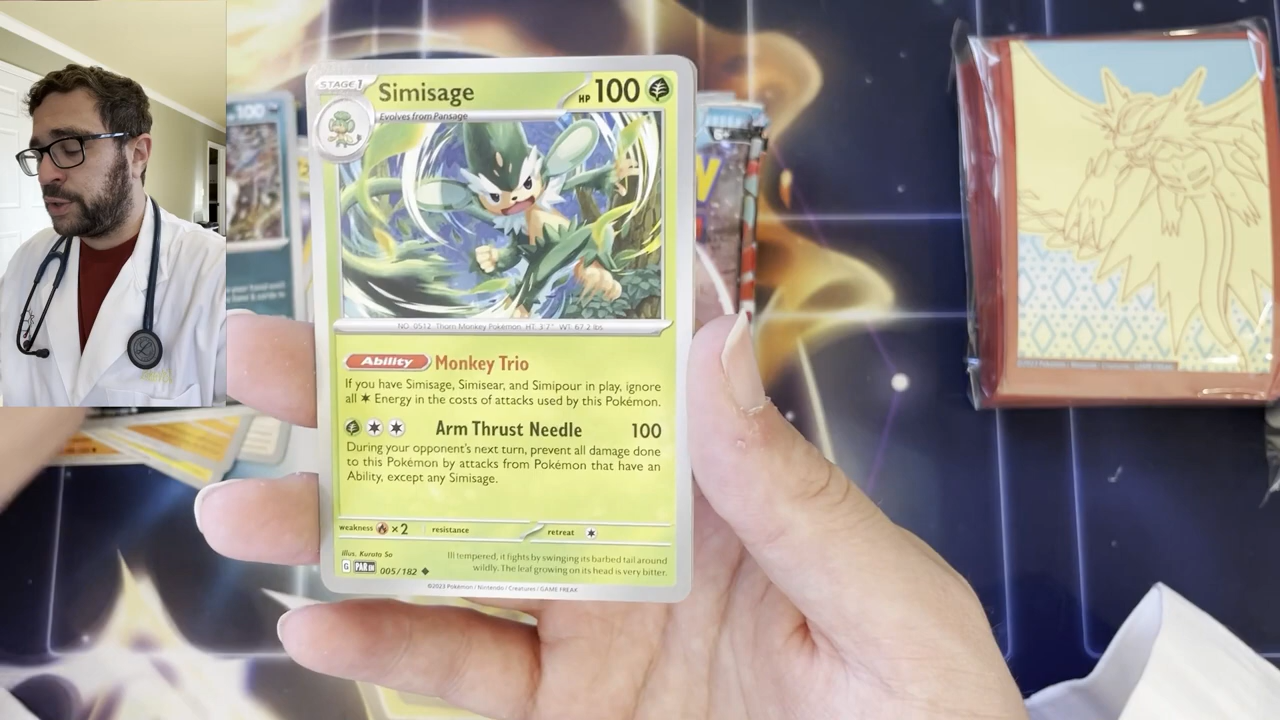 STAGE 1
Simisage
HP 100
Evolves from Pansage
NO. 0512 Thorn Monkey Pokémon HT: 3'7" WT: 67.2 lbs
Ability Monkey Trio
If you have Simisage, Simisear, and Simipour in play, ignore
all Energy in the costs of attacks used by this Pokémon.
Arm Thrust Needle 100
During your opponent's next turn, prevent all damage done
to this Pokémon by attacks from Pokémon that have an
Ability, except any Simisage.
weakness ×2 resistance retreat
Illus. Kurata So
G PAR EN 005/182
Ill tempered, it fights by swinging its barbed tail around
wildly. The leaf growing on its head is very bitter.
©2023 Pokémon / Nintendo / Creatures / GAME FREAK
100